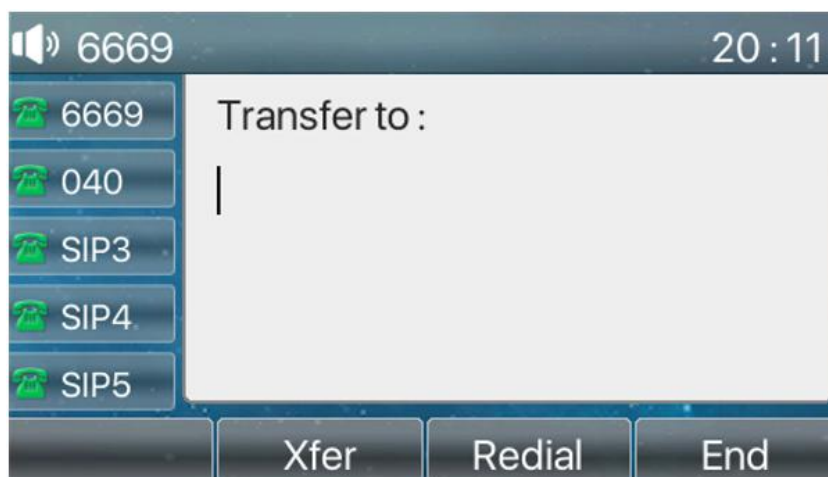 6669 20:11
6669
Transfer to:
040
SIP3
SIP4
SIP5
Xfer Redial End